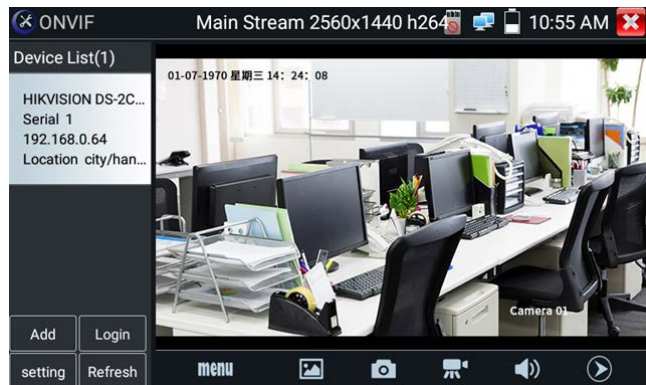 ONVIF
Main Stream 2560x1440 h264
10:55 AM
Device List(1)
HIKVISION DS-2C...
Serial 1
192.168.0.64
Location city/han...
01-07-1970 星期三 14：24：08
Camera 01
Add
Login
setting
Refresh
menu